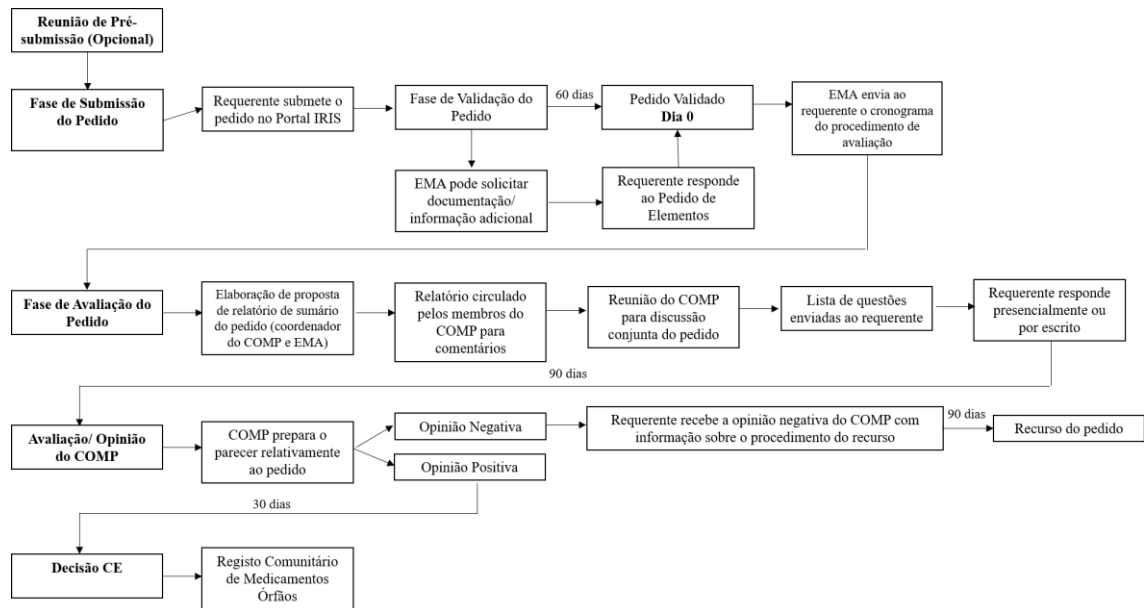 Reunião de Pré-
submissão (Opcional)
Fase de Submissão
do Pedido
Requerente submete o
pedido no Portal IRIS
Fase de Validação do
Pedido
60 dias
Pedido Validado
Dia 0
EMA envia ao
requerente o cronograma
do procedimento de
avaliação
EMA pode solicitar
documentação/
informação adicional
Requerente responde
ao Pedido de
Elementos
Fase de Avaliação do
Pedido
Elaboração de proposta
de relatório de sumário
do pedido (coordenador
do COMP e EMA)
Relatório circulado
pelos membros do
COMP para
comentários
Reunião do COMP
para discussão
conjunta do pedido
Lista de questões
enviadas ao requerente
Requerente responde
presencialmente ou
por escrito
90 dias
Avaliação/ Opinião
do COMP
COMP prepara o
parecer relativamente
ao pedido
Opinião Negativa
Opinião Positiva
Requerente recebe a opinião negativa do COMP com
informação sobre o procedimento do recurso
90 dias
Recurso do pedido
30 dias
Decisão CE
Registo Comunitário
de Medicamentos
Órfãos